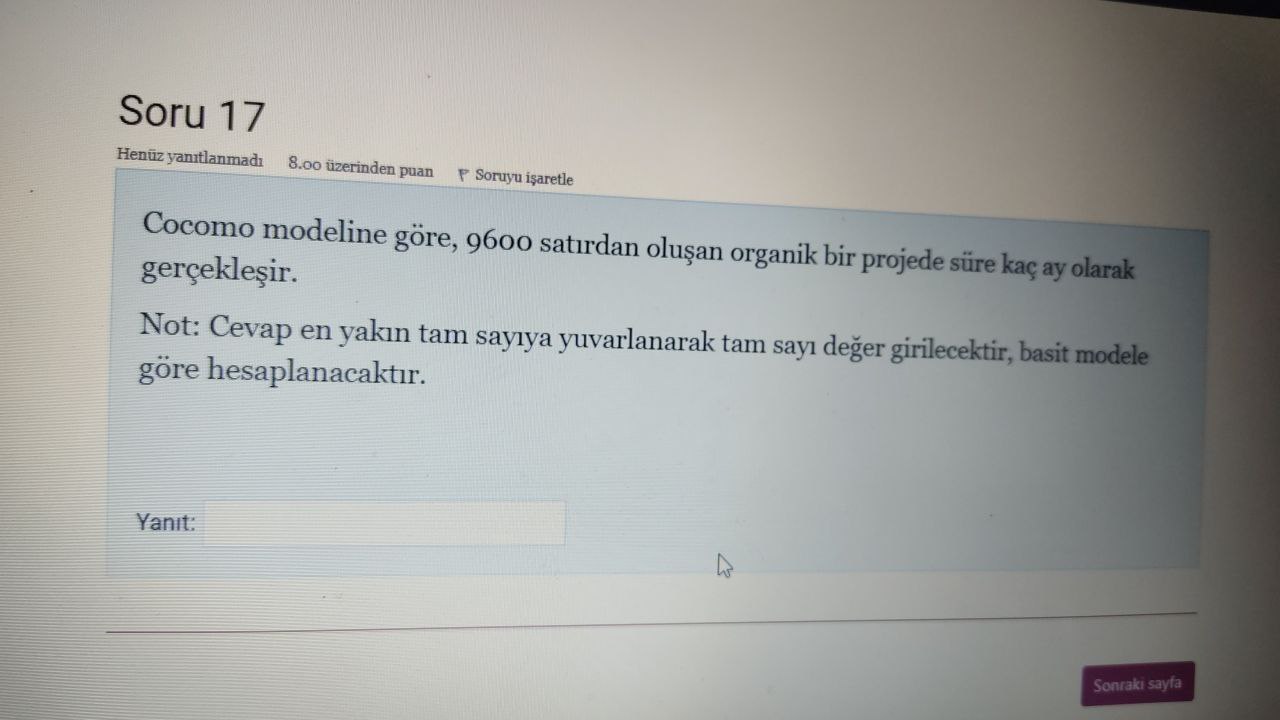 Soru 17
Henüz yanıtlanmadı 8.00 üzerinden puan Soruyu işaretle
Cocomo modeline göre, 9600 satırdan oluşan organik bir projede süre kaç ay olarak
gerçekleşir.
Not: Cevap en yakın tam sayıya yuvarlanarak tam sayı değer girilecektir, basit modele
göre hesaplanacaktır.
Yanıt:
Sonraki sayfa